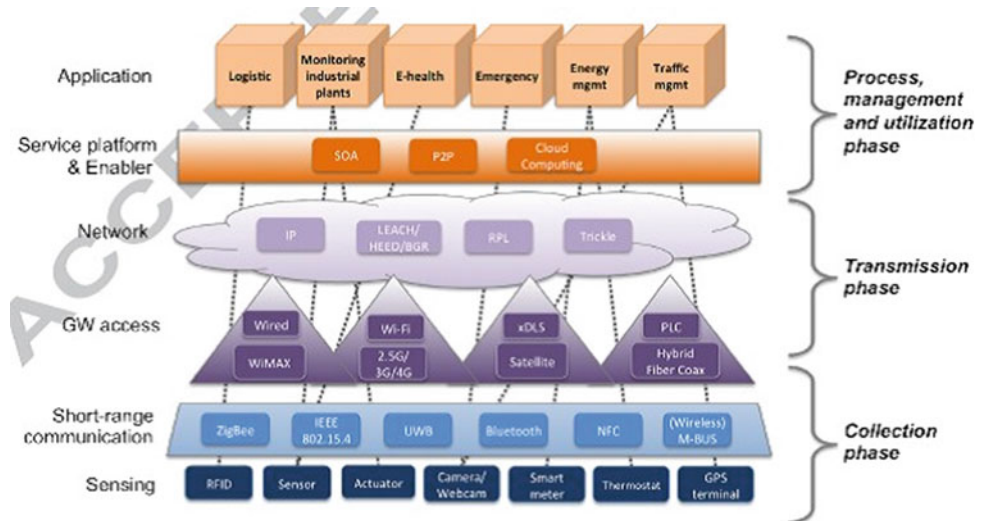 Application
Logistic
Monitoring
industrial
plants
E-health
Emergency
Energy
mgmt
Traffic
mgmt
Process,
management
and utilization
phase
Service platform
& Enabler
SOA
P2P
Cloud
Computing
Network
IP
LEACH/
HEED/BGR
RPL
Trickle
Transmission
phase
GW access
Wired
WiMAX
Wi-Fi
2.5G/
3G/4G
xDLS
Satellite
PLC
Hybrid
Fiber Coax
Short-range
communication
ZigBee
IEEE
802.15.4
UWB
Bluetooth
NFC
(Wireless)
M-BUS
Collection
phase
Sensing
RFID
Sensor
Actuator
Camera/
Webcam
Smart
meter
Thermostat
GPS
terminal